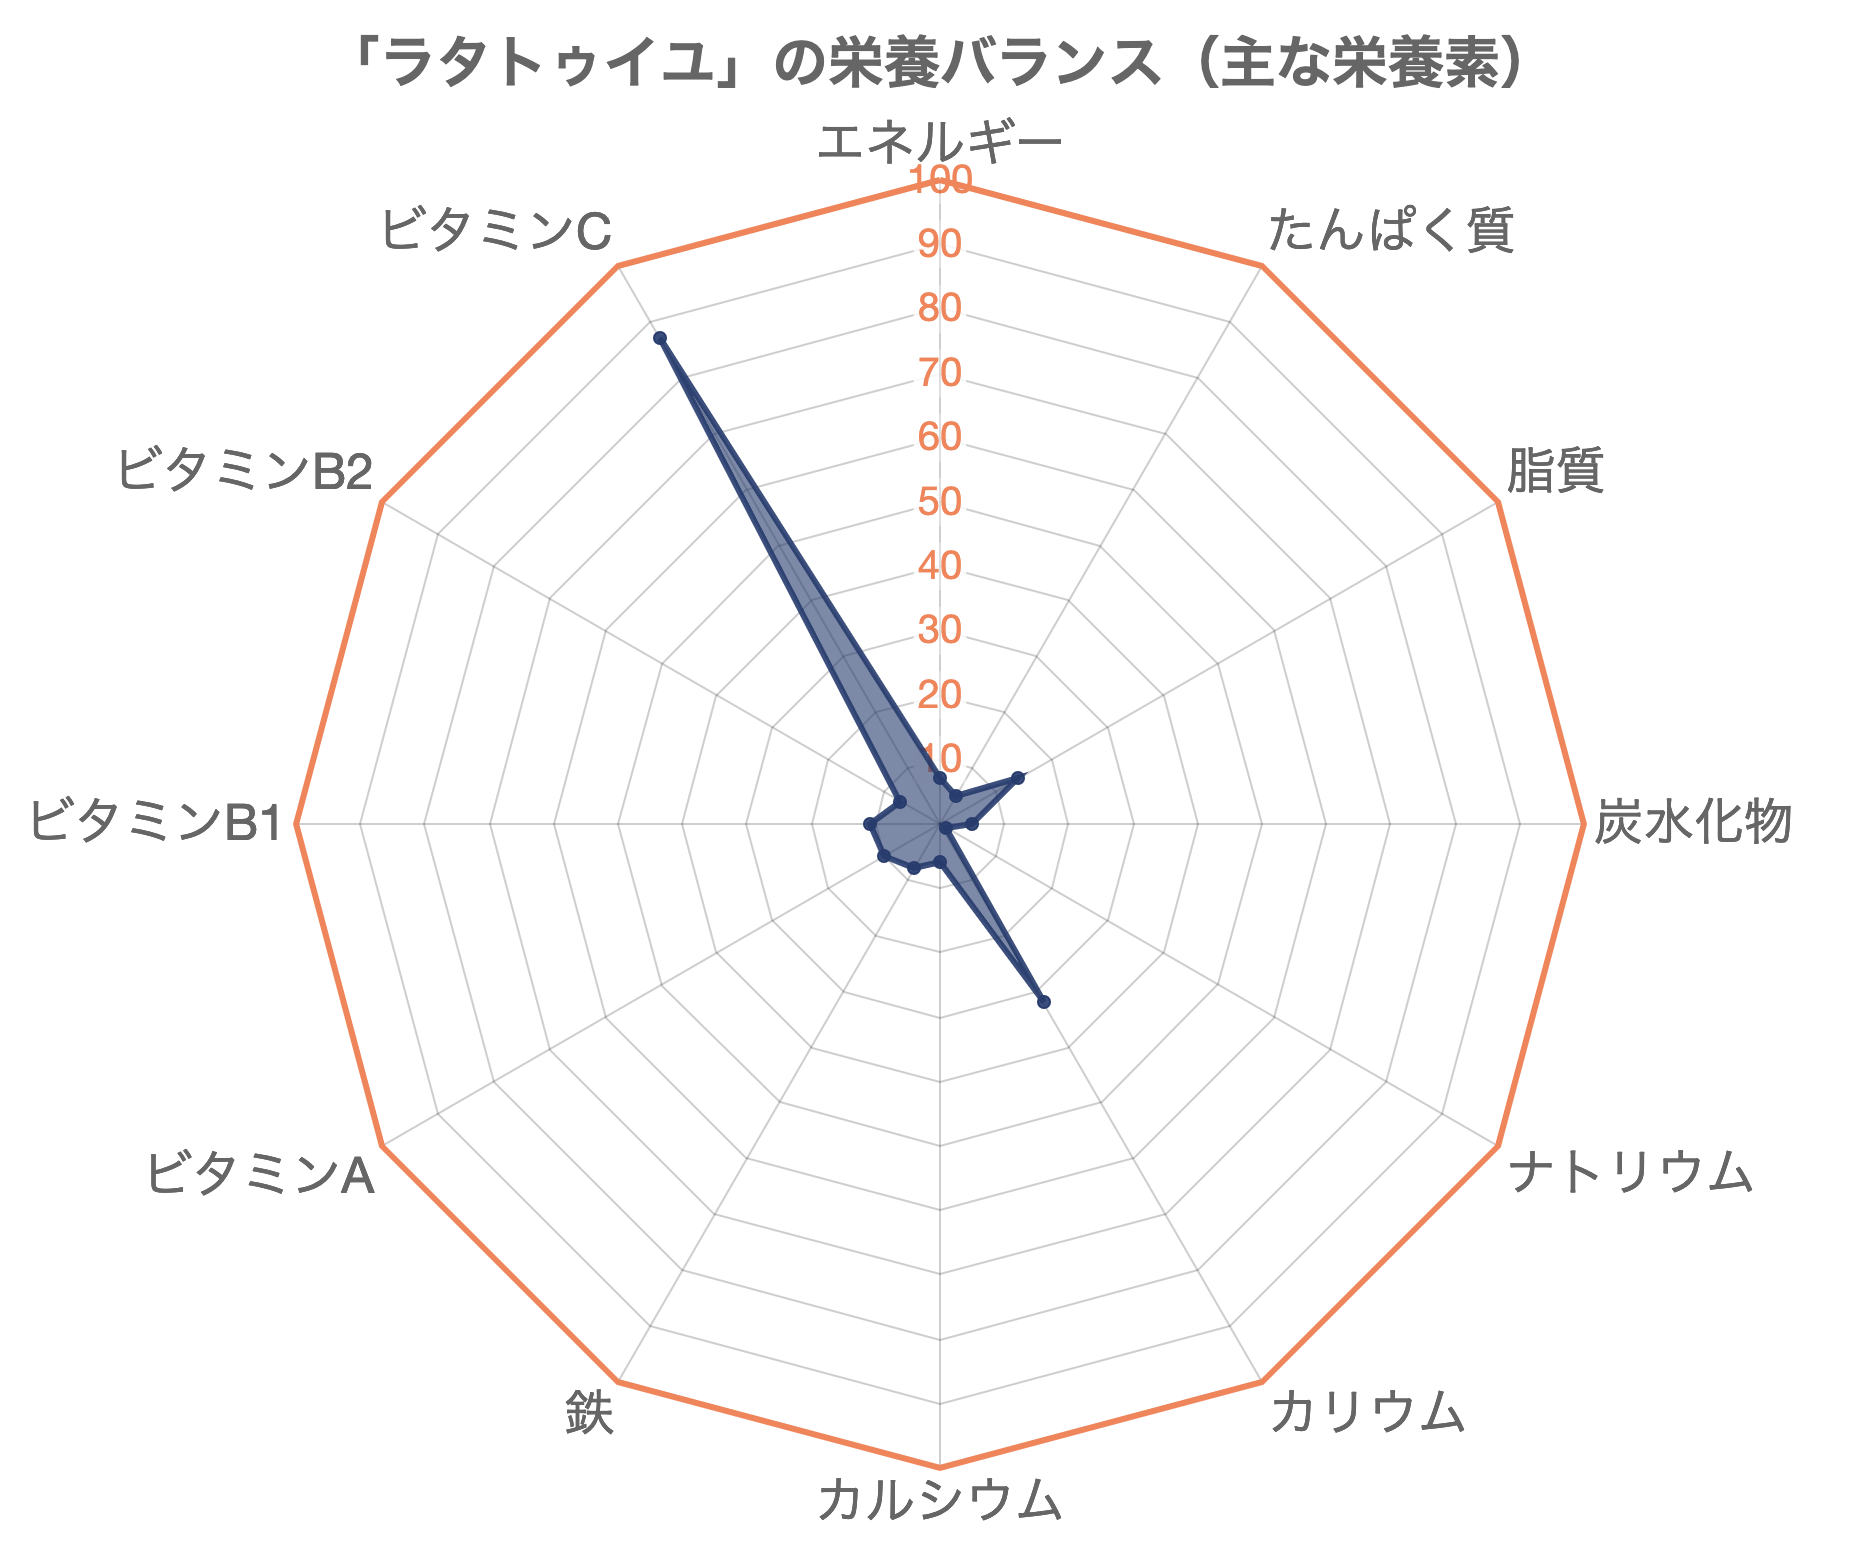 「ラタトゥイユ」の栄養バランス（主な栄養素）
エネルギー
たんぱく質
脂質
炭水化物
ナトリウム
カリウム
カルシウム
鉄
ビタミンA
ビタミンB1
ビタミンB2
ビタミンC
100
90
80
70
60
50
40
30
20
10